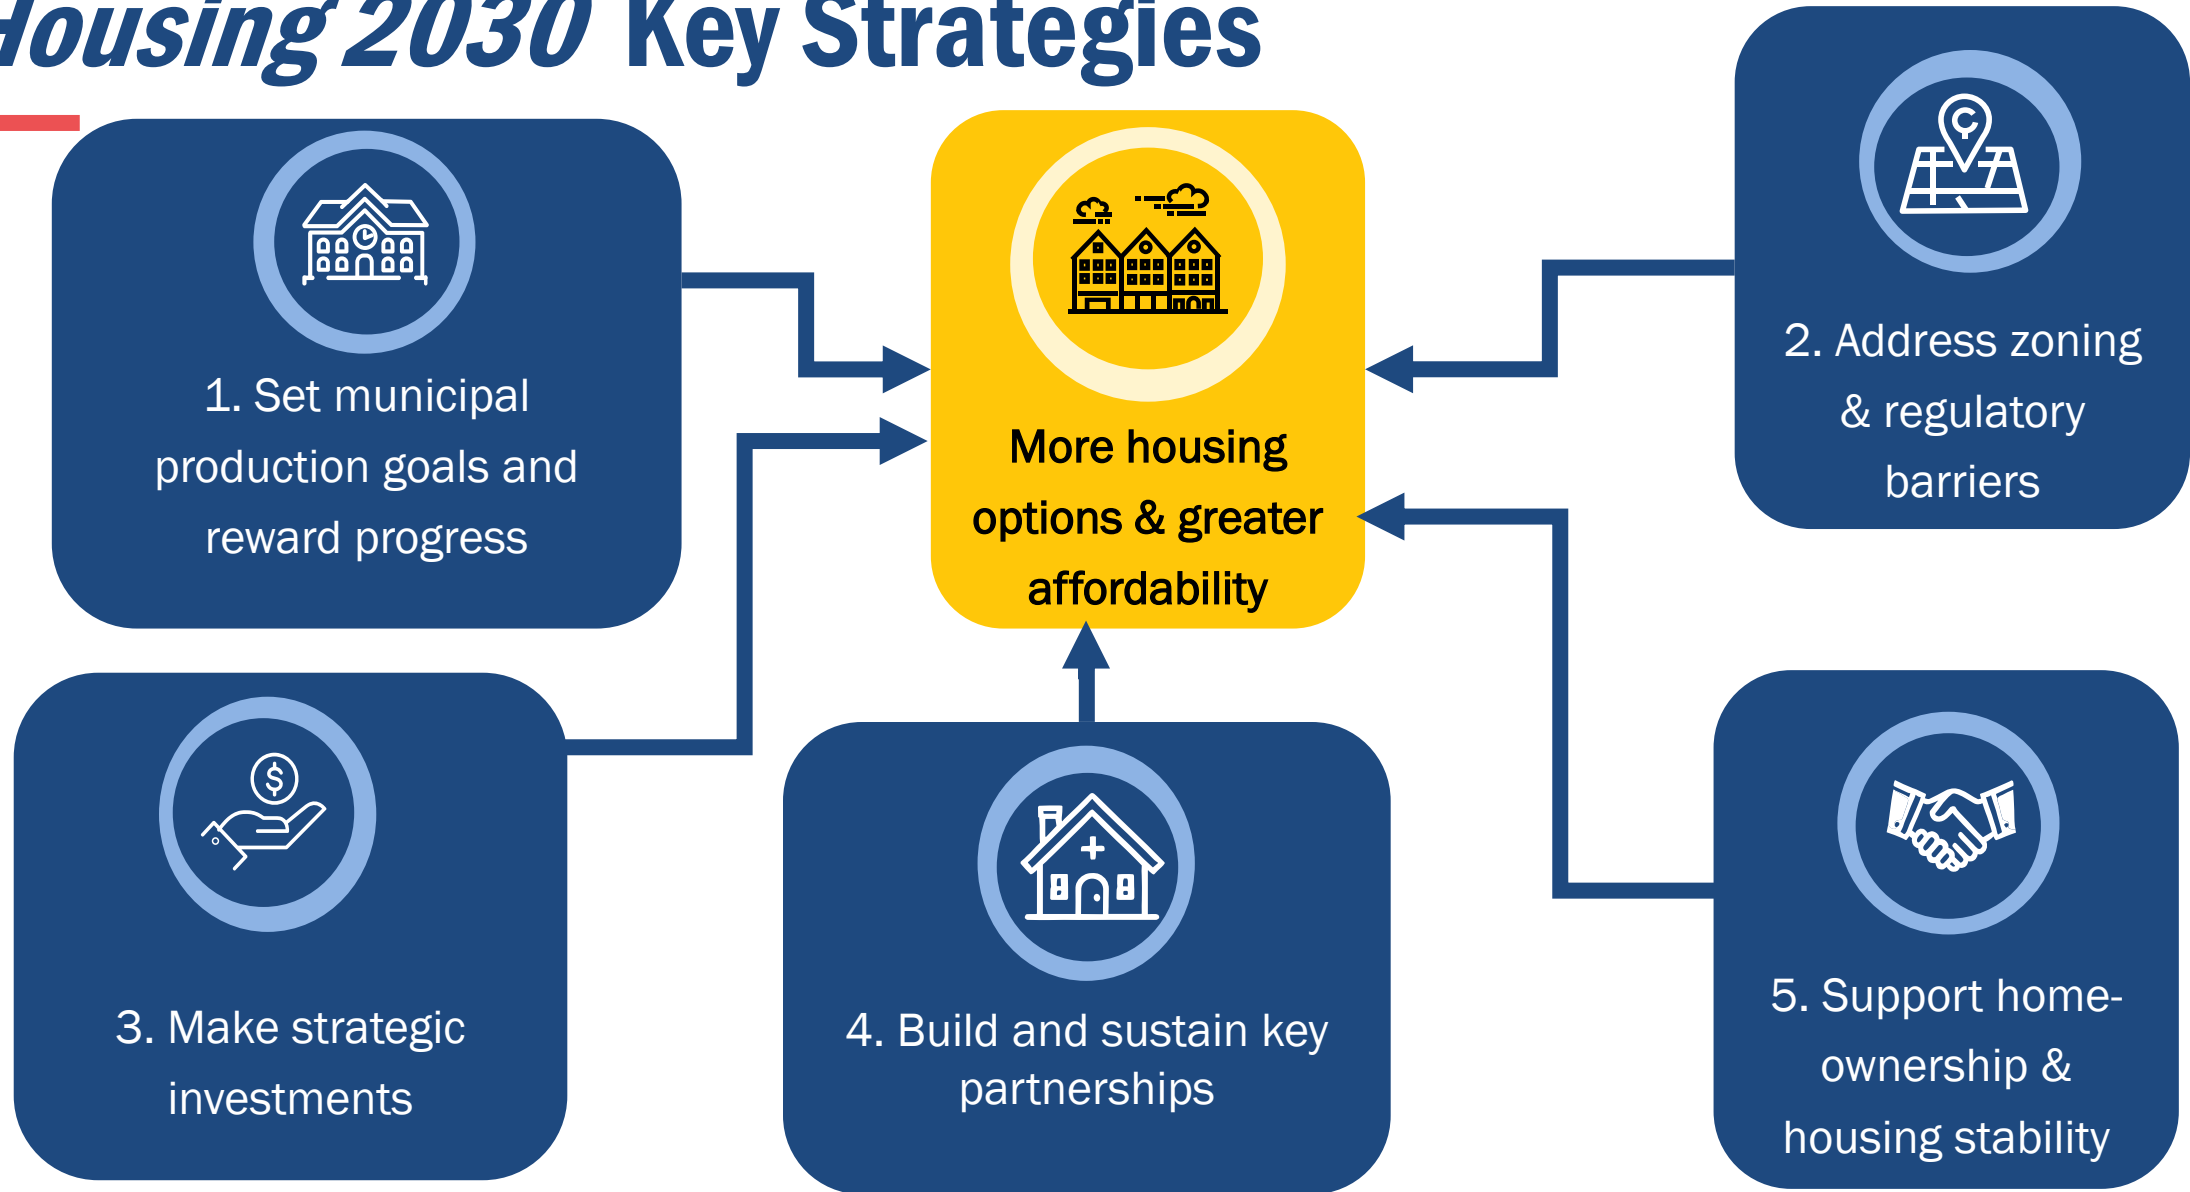 Housing 2030 Key Strategies
1. Set municipal
production goals and
reward progress
More housing
options & greater
affordability
2. Address zoning
& regulatory
barriers
3. Make strategic
investments
4. Build and sustain key
partnerships
5. Support home-
ownership &
housing stability